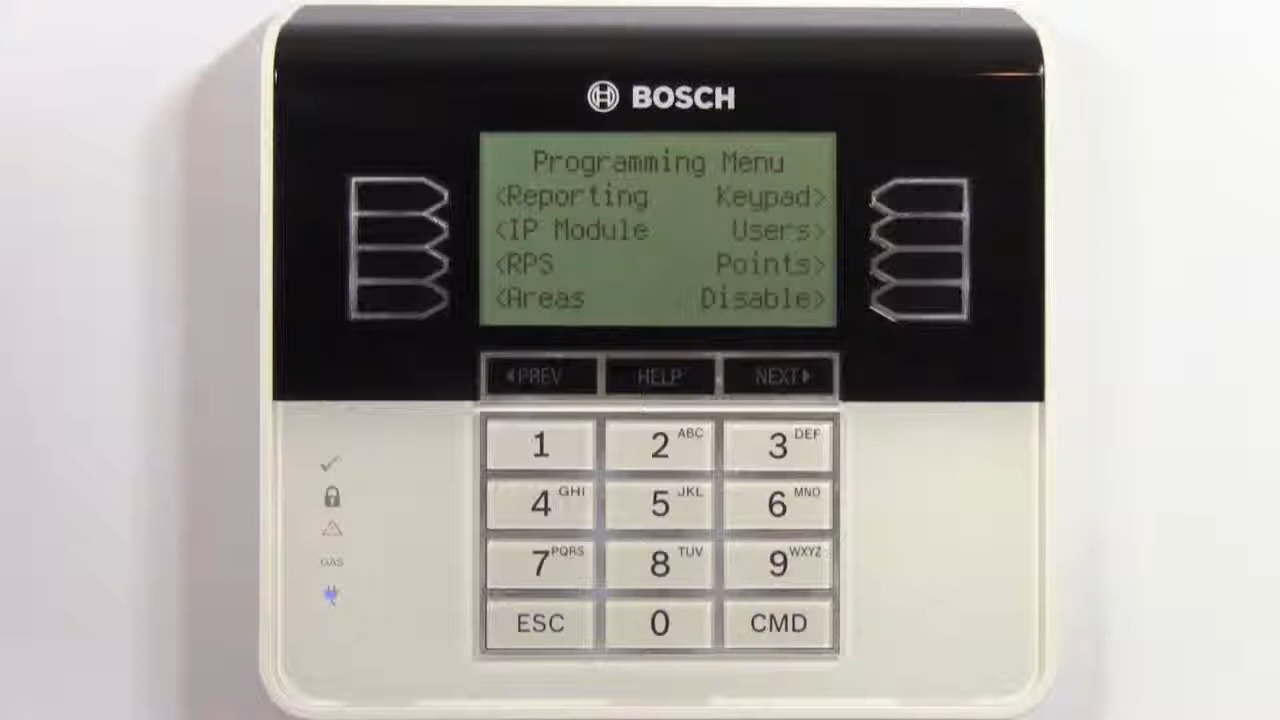 BOSCH
Programming Menu
<Reporting Keypad>
<IP Module Users>
<RPS Points>
<Areas Disable>
PREV HELP NEXT
1 2 ABC 3 DEF
4 GHI 5 JKL 6 MNO
7 PQRS 8 TUV 9 WXYZ
ESC 0 CMD
GAS